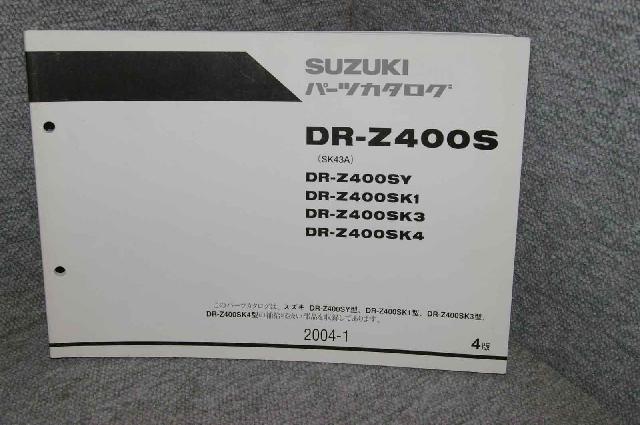 SUZUKI
パーツカタログ
DR-Z400S
(SK43A)
DR-Z400SY
DR-Z400SK1
DR-Z400SK3
DR-Z400SK4
このパーツカタログは、スズキ DR-Z400SY型、DR-Z400SK1型、DR-Z400SK3型、
DR-Z400SK4型の補給 部品を収録してあります。
2004-1
4版